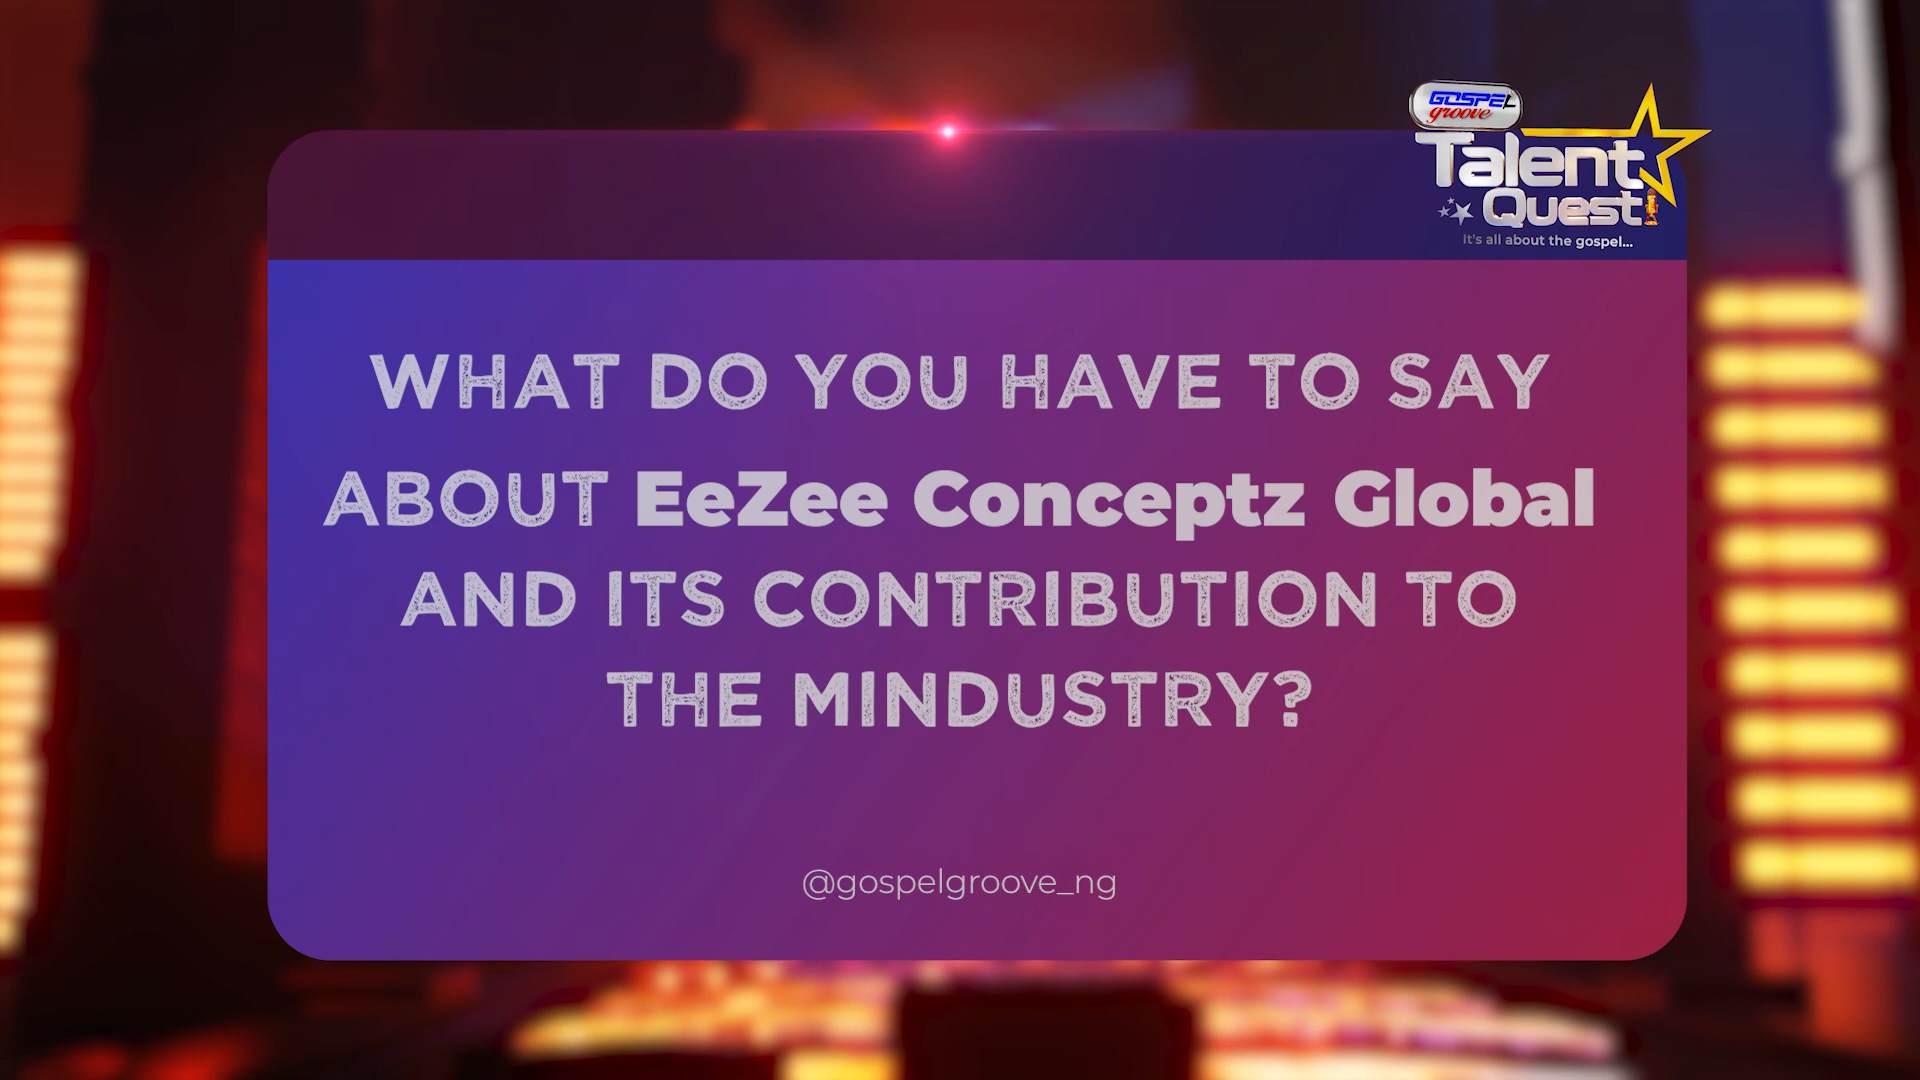 GOSPEL
groove
Talent
Quest
It's all about the gospel...
WHAT DO YOU HAVE TO SAY
ABOUT EeZee Conceptz Global
AND ITS CONTRIBUTION TO
THE MINDUSTRY?
@gospelgroove_ng